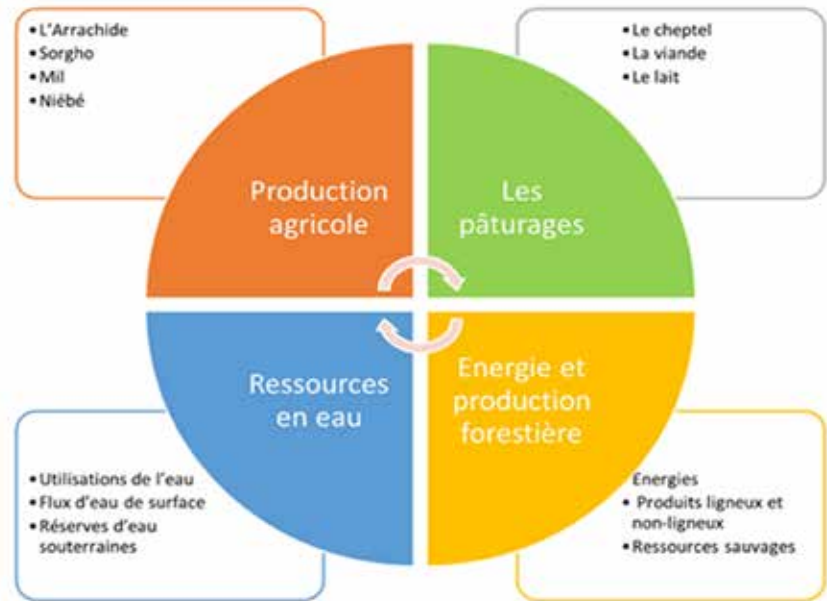 • L'Arrachide
• Sorgho
• Mil
• Niébé
• Le cheptel
• La viande
• Le lait
Production
agricole
Les
pâturages
Ressources
en eau
Energie et
production
forestière
• Utilisations de l'eau
• Flux d'eau de surface
• Réserves d'eau
souterraines
Energies
• Produits ligneux et
non-ligneux
• Ressources sauvages